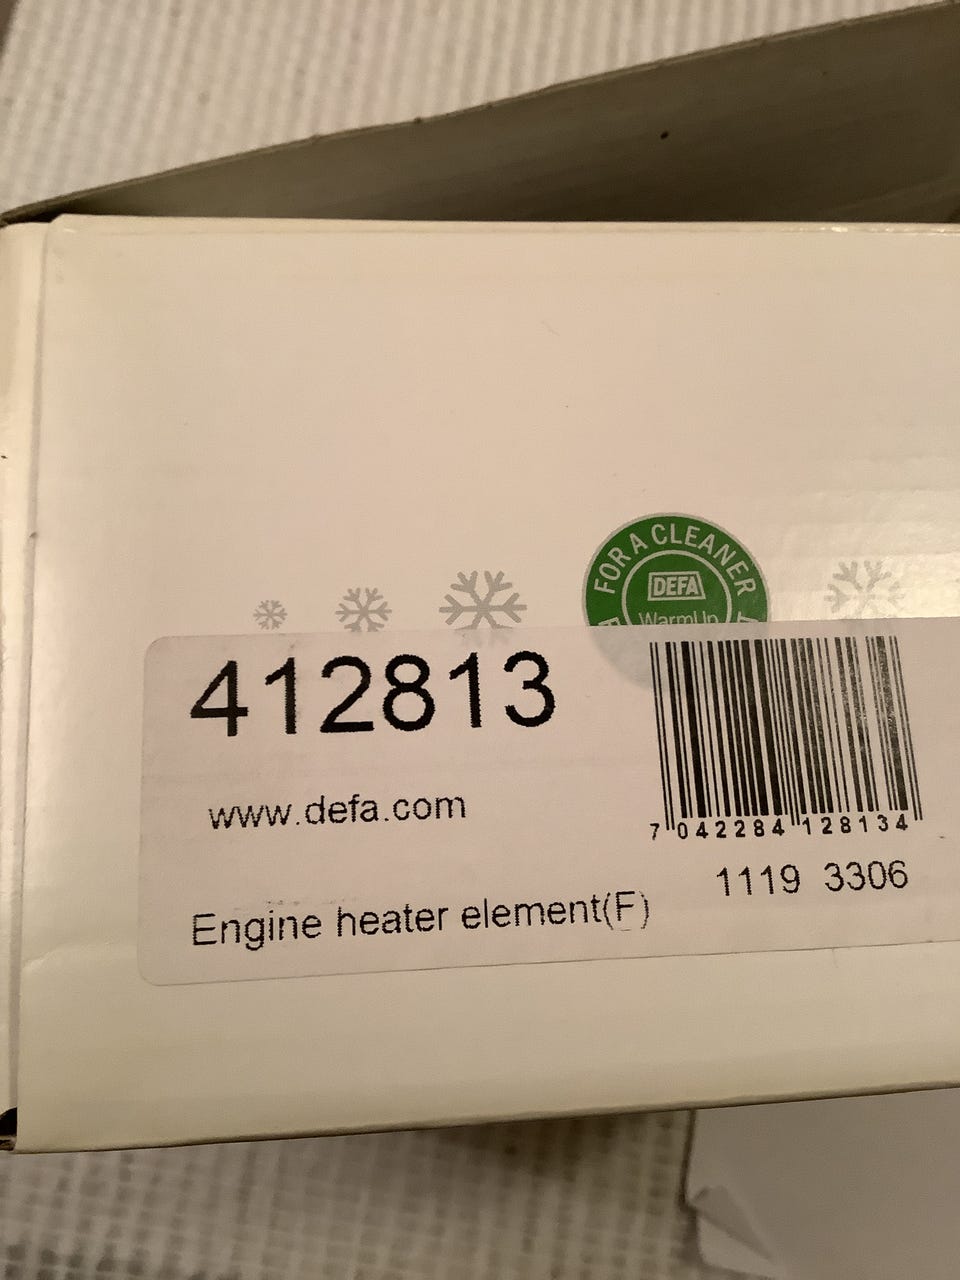 FOR A CLEANER
DEFA
WarmUp
412813
www.defa.com
7 042284 128134
1119 3306
Engine heater element(F)